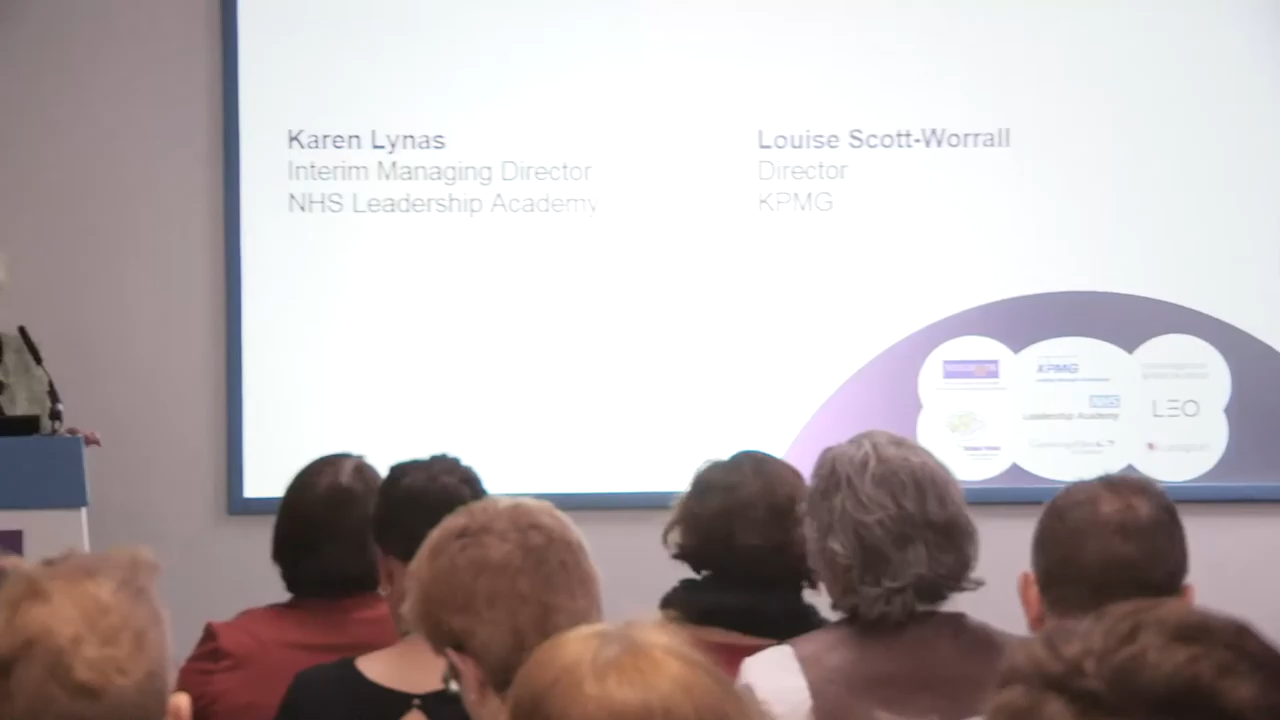 Karen Lynas
Interim Managing Director
NHS Leadership Academy
Louise Scott-Worrall
Director
KPMG
KPMG
NHS
Leadership Academy
LEO